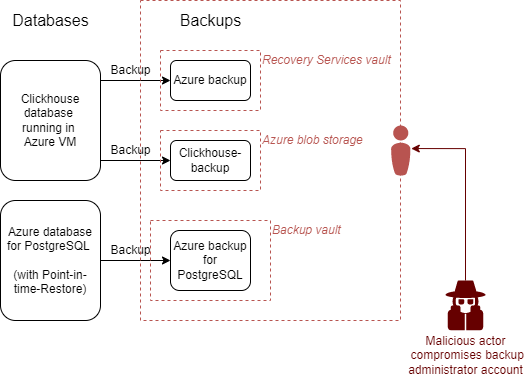 Databases
Backups
Recovery Services vault
Backup
Azure backup
Clickhouse
database
running in
Azure VM
Azure blob storage
Backup
Clickhouse-
backup
Backup vault
Azure database
for PostgreSQL
(with Point-in-
time-Restore)
Backup
Azure backup
for
PostgreSQL
Malicious actor
compromises backup
administrator account